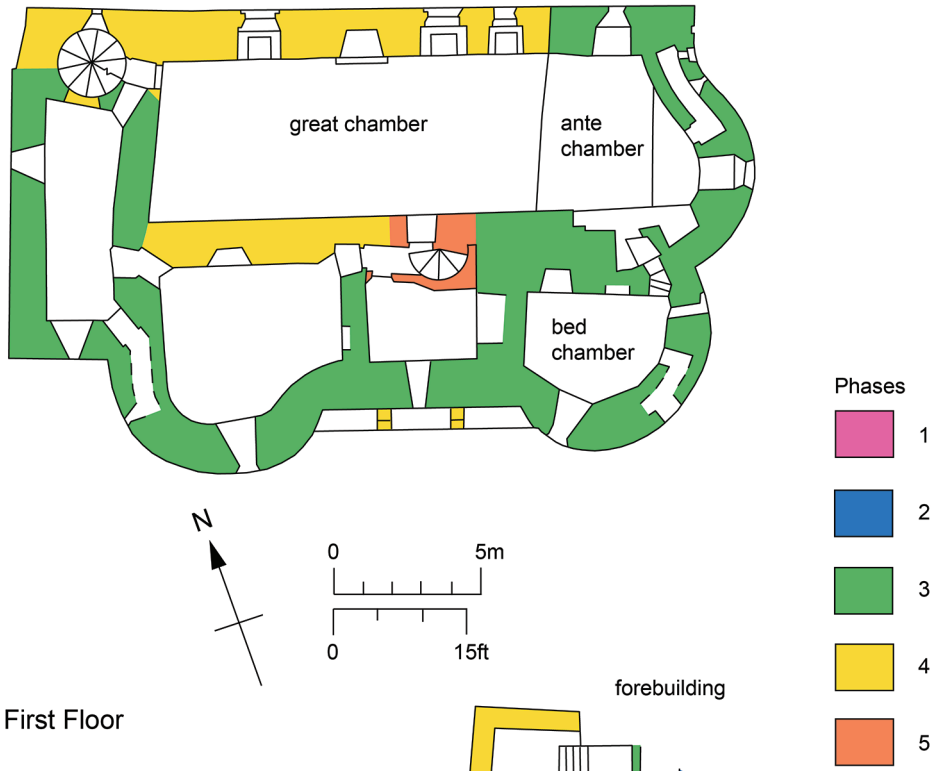 great chamber
ante
chamber
bed
chamber
Phases
1
2
3
4
5
N
0
5m
0
15ft
First Floor
forebuilding